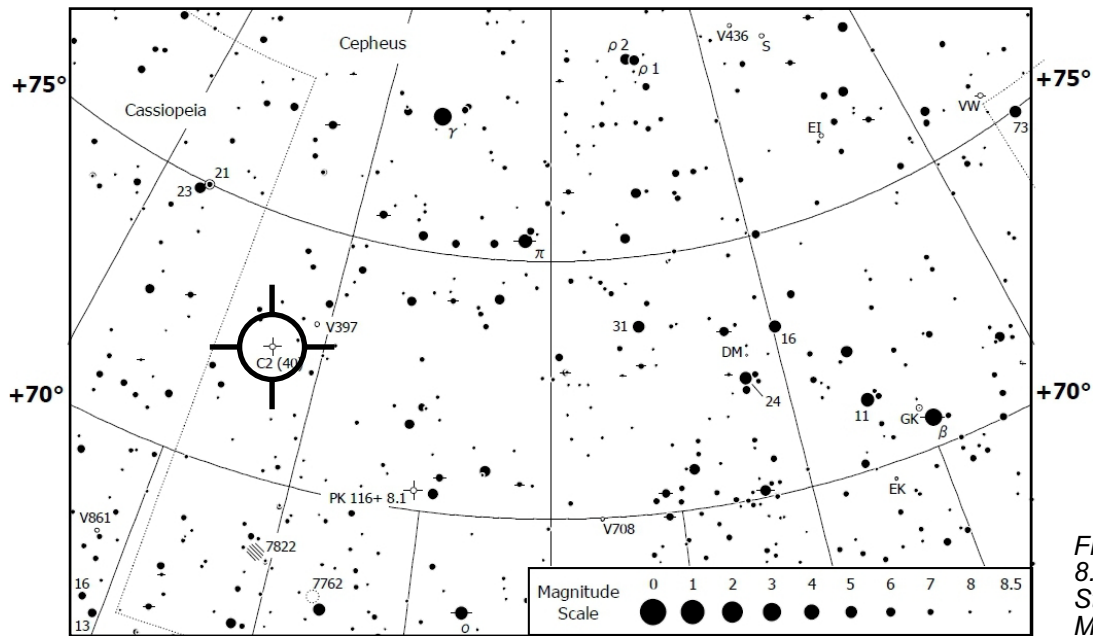 V436
S
Cepheus
ρ 2
ρ 1
+75°
+75°
VW
Cassiopeia
γ
EI
73
21
23
π
V397
31
16
DM
C2 (40)
24
+70°
+70°
11
GK
β
PK 116+ 8.1
EK
V861
V708
7822
16
7762
13
ο
Magnitude
Scale
0 1 2 3 4 5 6 7 8 8.5